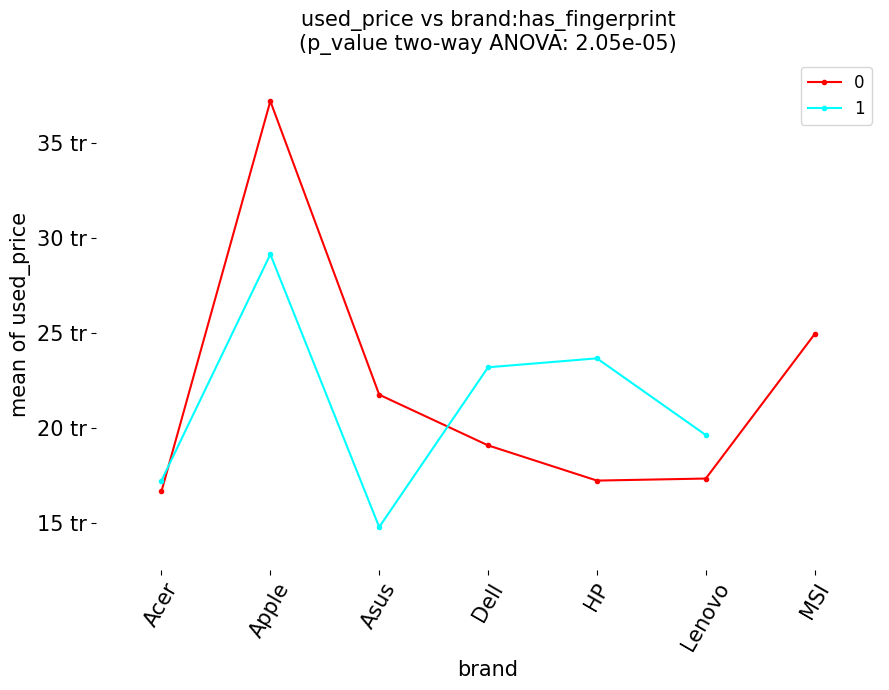 used_price vs brand:has_fingerprint
(p_value two-way ANOVA: 2.05e-05)
0
1
35 tr
30 tr
25 tr
20 tr
15 tr
mean of used_price
Acer
Apple
Asus
Dell
HP
Lenovo
MSI
brand